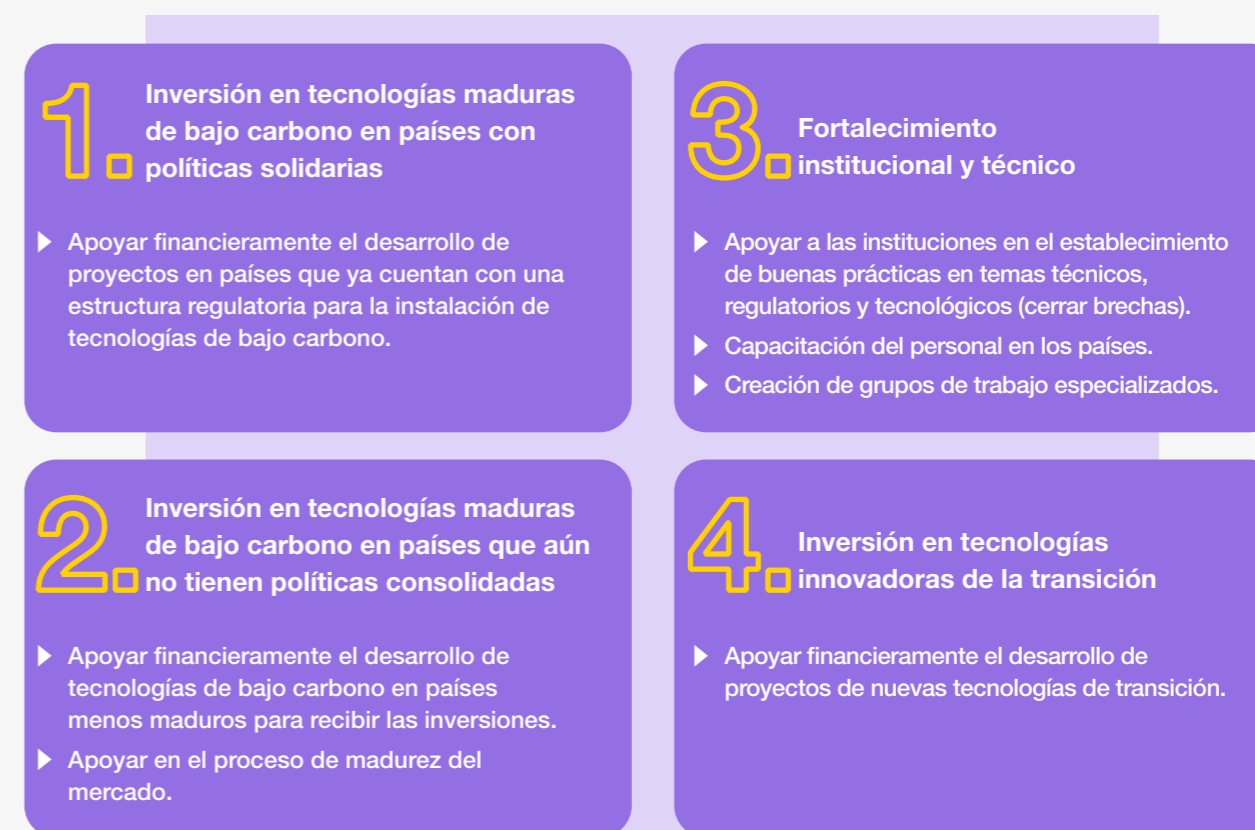 1.
Inversión en tecnologías maduras
de bajo carbono en países con
políticas solidarias
Apoyar financieramente el desarrollo de
proyectos en países que ya cuentan con una
estructura regulatoria para la instalación de
tecnologías de bajo carbono.
2.
Inversión en tecnologías maduras
de bajo carbono en países que aún
no tienen políticas consolidadas
Apoyar financieramente el desarrollo de
tecnologías de bajo carbono en países
menos maduros para recibir las inversiones.
Apoyar en el proceso de madurez del
mercado.
3.
Fortalecimiento
institucional y técnico
Apoyar a las instituciones en el establecimiento
de buenas prácticas en temas técnicos,
regulatorios y tecnológicos (cerrar brechas).
Capacitación del personal en los países.
Creación de grupos de trabajo especializados.
4.
Inversión en tecnologías
innovadoras de la transición
Apoyar financieramente el desarrollo de
proyectos de nuevas tecnologías de transición.